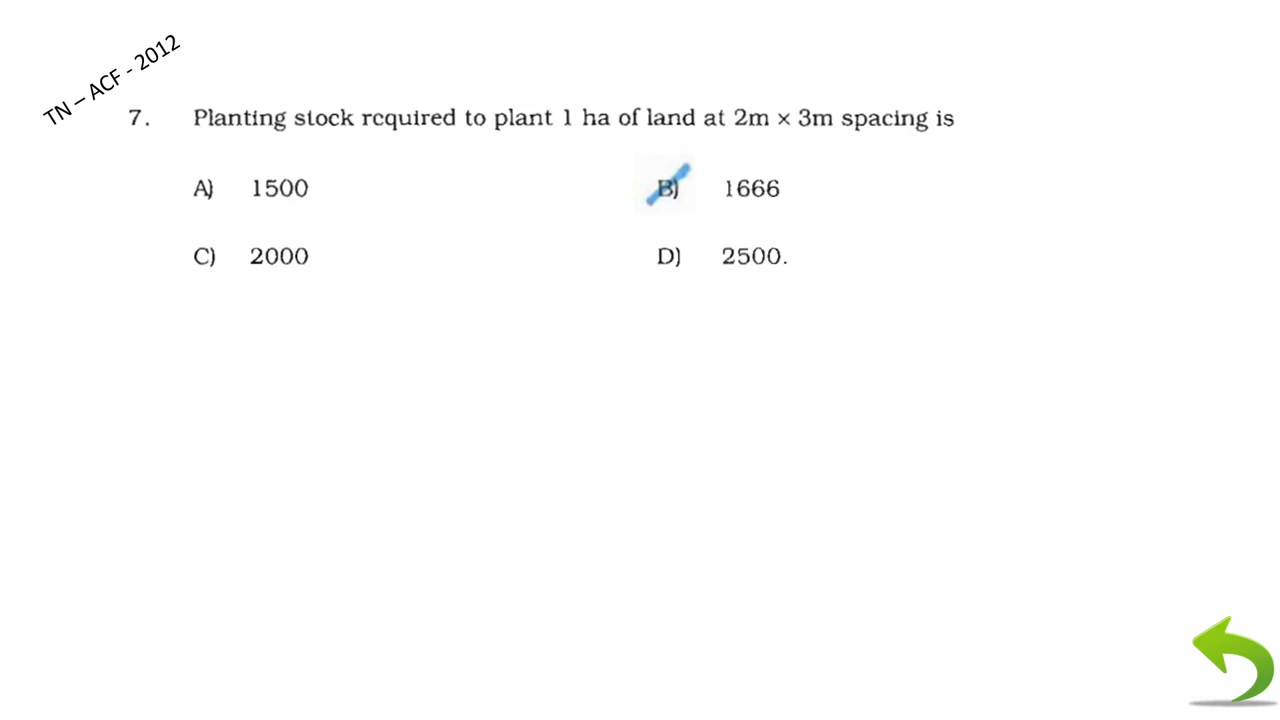 TN – ACF - 2012
7. Planting stock required to plant 1 ha of land at 2m × 3m spacing is
A) 1500 B) 1666
C) 2000 D) 2500.